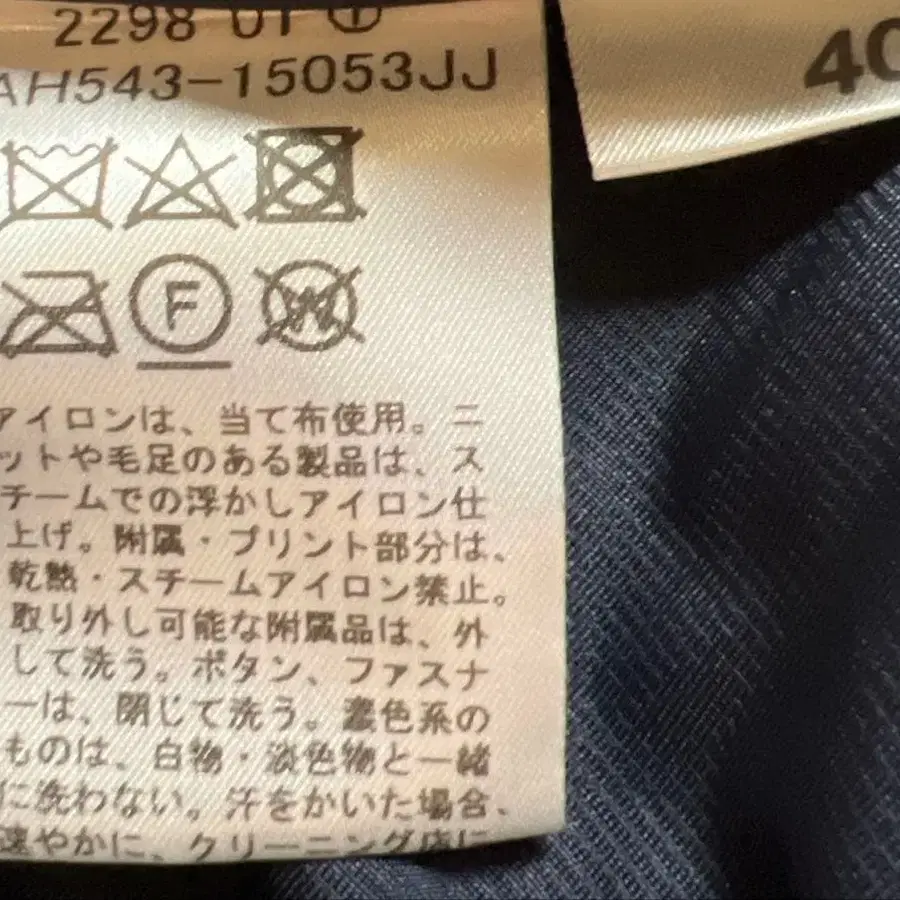 2298 01 ①
AH543-15053JJ
40
F
W
アイロンは、当て布使用。ニ
ットや毛足のある製品は、ス
チームでの浮かしアイロン仕
上げ。附属・プリント部分は、
乾熱・スチームアイロン禁止。
取り外し可能な附属品は、外
して洗う。ボタン、ファスナ
ーは、閉じて洗う。濃色系の
ものは、白物・淡色物と一緒
に洗わない。汗をかいた場合、
速やかに、クリーニング店に